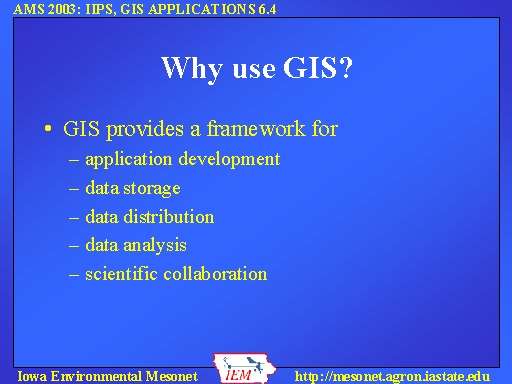 AMS 2003: IIPS, GIS APPLICATIONS 6.4
Why use GIS?
• GIS provides a framework for
– application development
– data storage
– data distribution
– data analysis
– scientific collaboration
Iowa Environmental Mesonet
IEM
http://mesonet.agron.iastate.edu